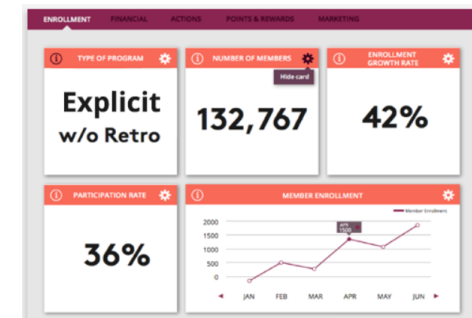 ENROLLMENT FINANCIAL ACTIONS POINTS & REWARDS MARKETING
TYPE OF PROGRAM
Explicit
w/o Retro
NUMBER OF MEMBERS
Hide card
132,767
ENROLLMENT
GROWTH RATE
42%
PARTICIPATION RATE
36%
MEMBER ENROLLMENT
Member Enrollment
2000
1500
1000
500
0
APR
1500
JAN FEB MAR APR MAY JUN